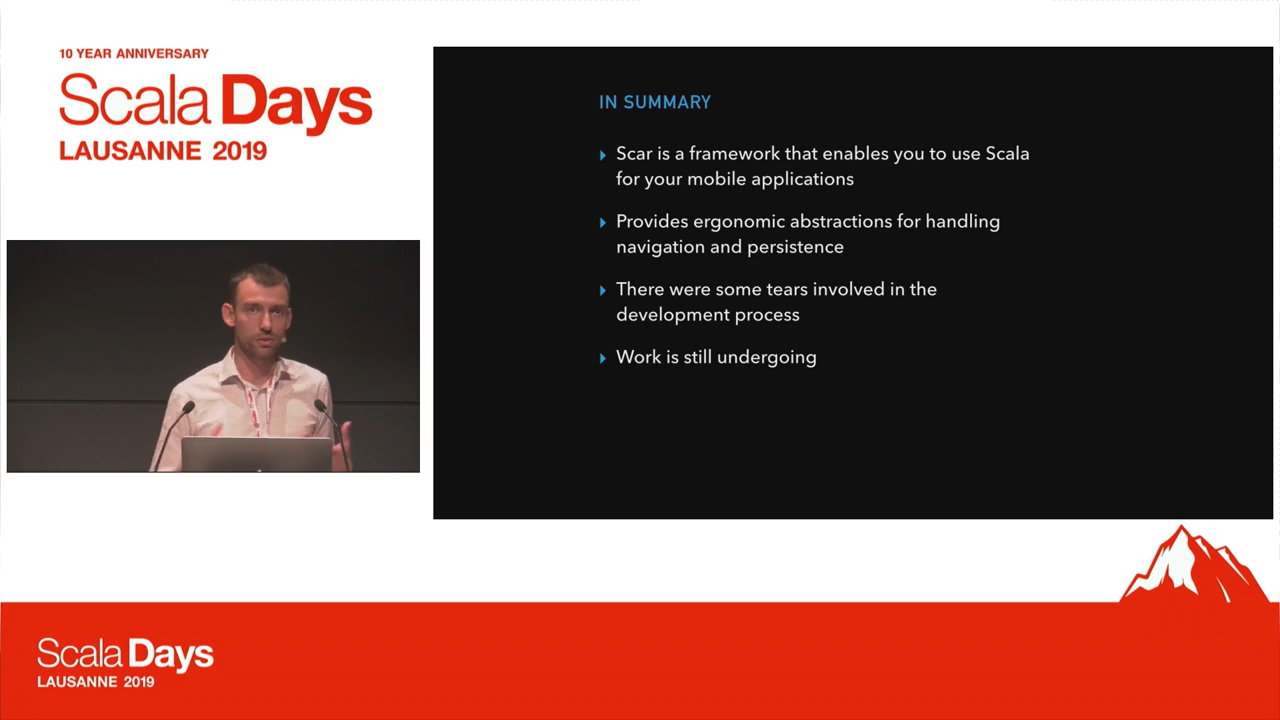 10 YEAR ANNIVERSARY
Scala Days
LAUSANNE 2019
IN SUMMARY
Scar is a framework that enables you to use Scala
for your mobile applications
Provides ergonomic abstractions for handling
navigation and persistence
There were some tears involved in the
development process
Work is still undergoing
Scala Days
LAUSANNE 2019